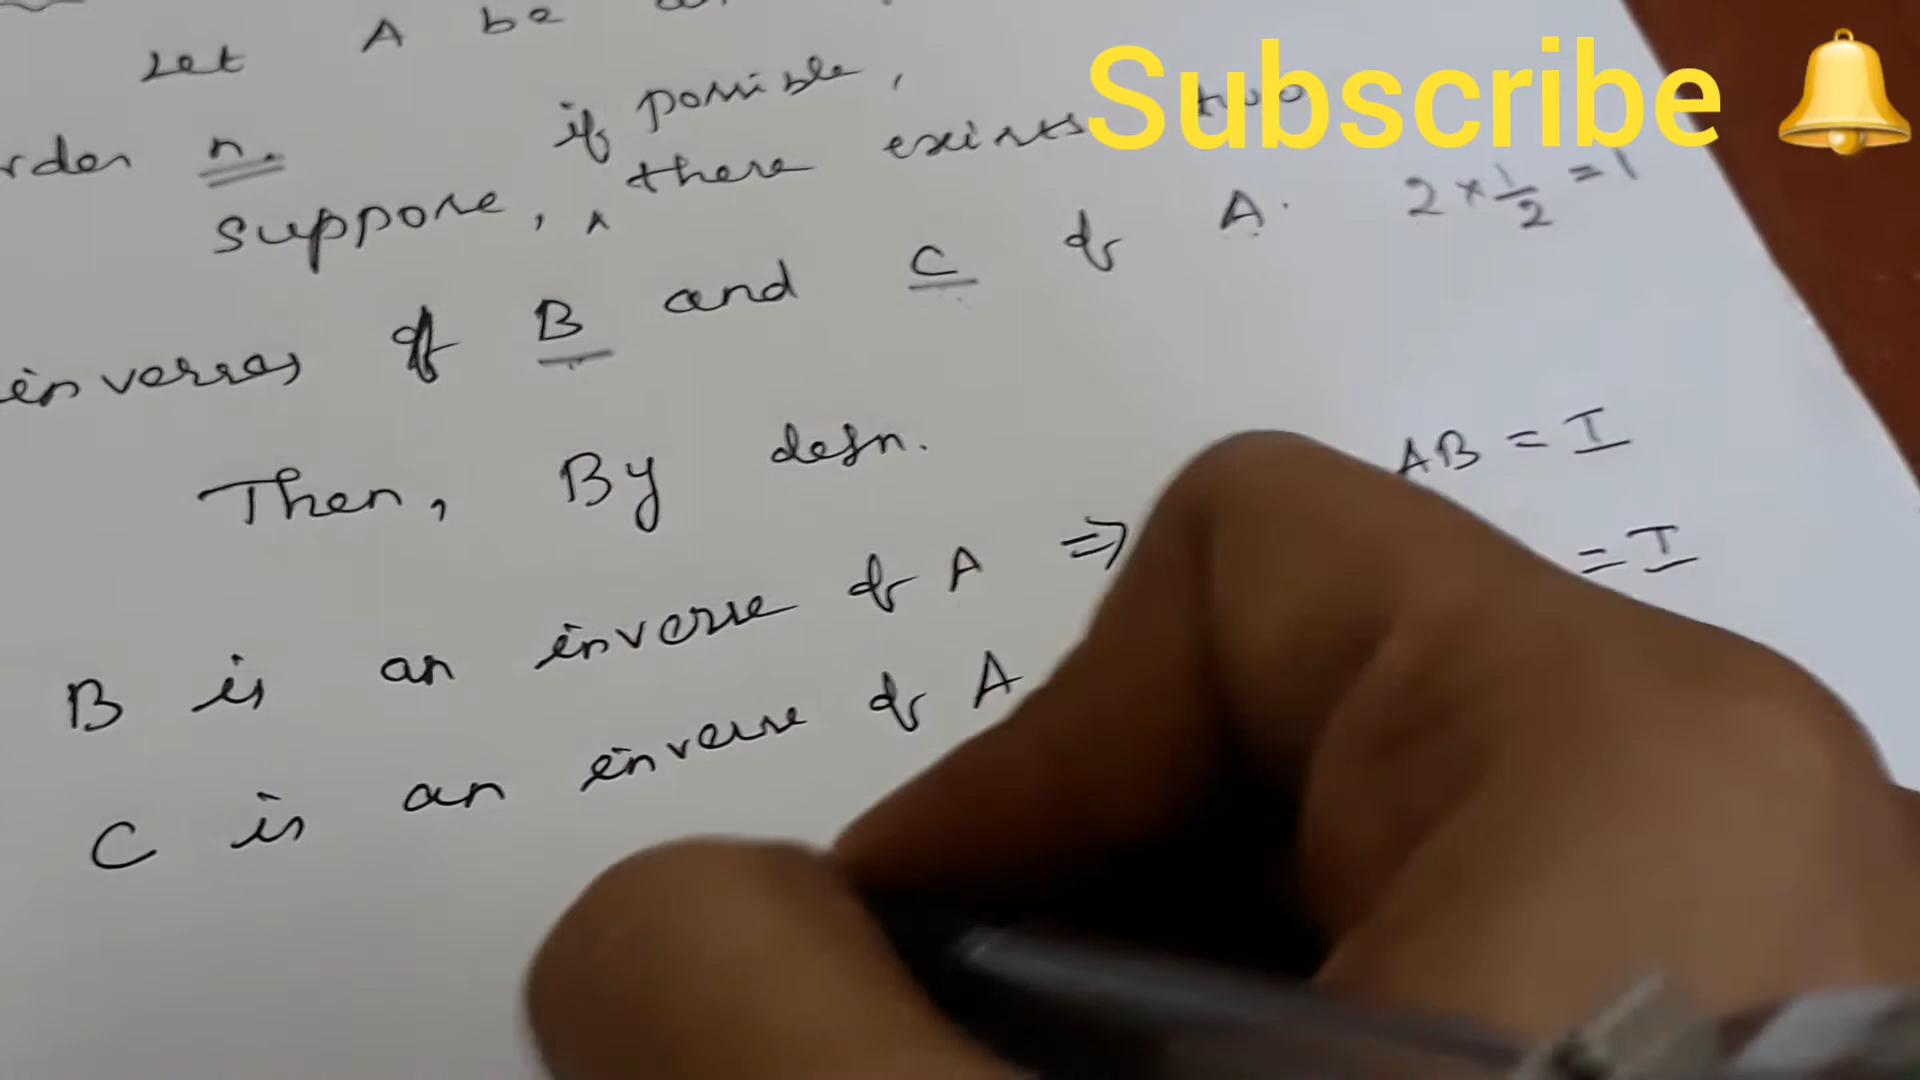 Let A be
Subscribe
order n.
if possible,
Suppose, ^ there exists two
inverses of B and C of A.
2 × 1/2 = 1
Then, By defn.
AB = I
B is an inverse of A ⇒
= I
C is an inverse of A